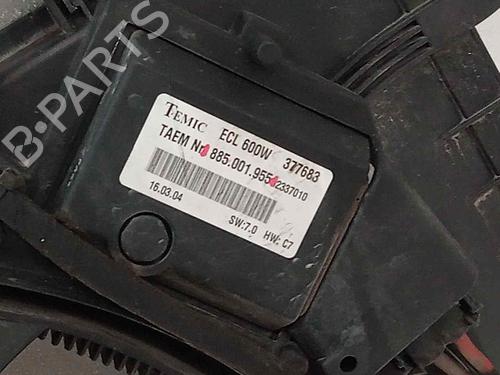 B·PARTS
TEMIC ECL 600W 377683
TAEM Nr 885.001.955 2337010
16.03.04 SW:7.0 HW: C7